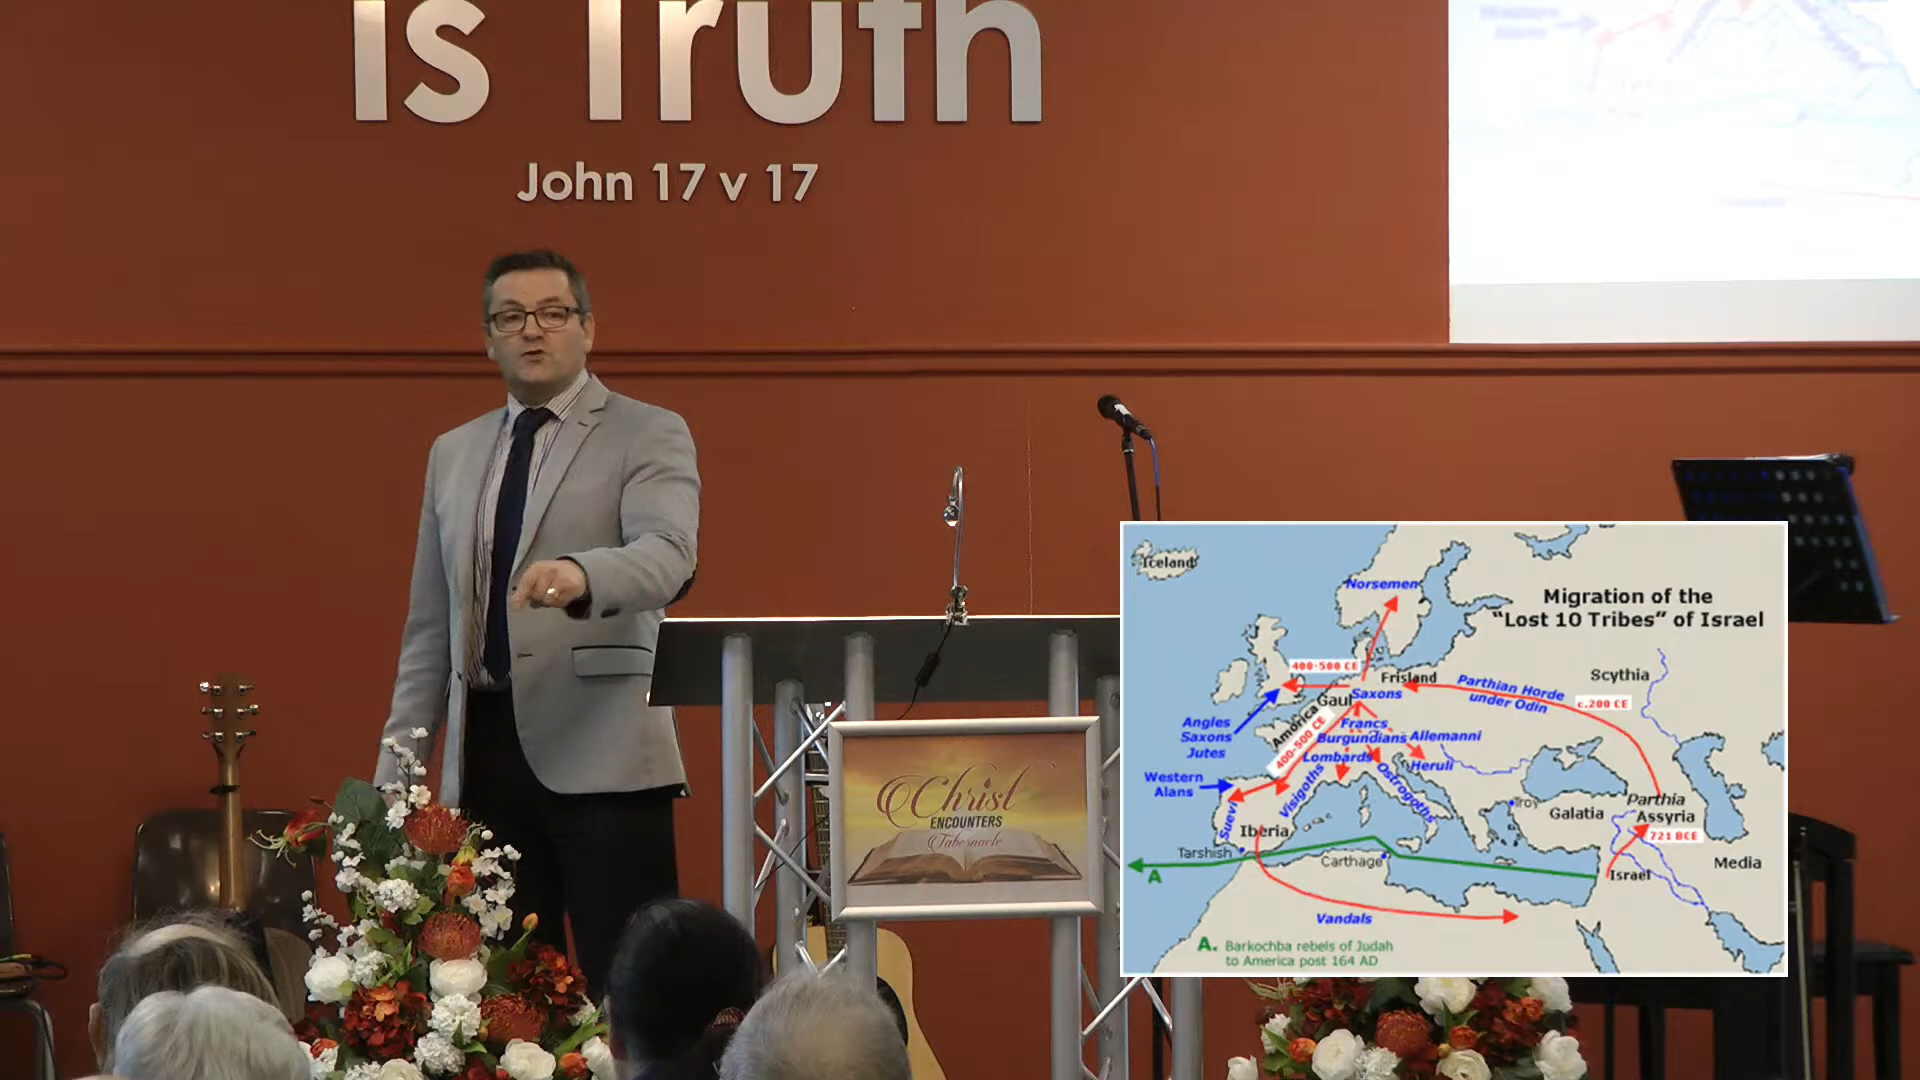 is Truth
John 17 v 17
Christ
ENCOUNTERS
Tabernacle
Iceland
Norsemen
Migration of the
"Lost 10 Tribes" of Israel
400-500 CE
Frisland
Scythia
Parthian Horde
under Odin
c.200 CE
Saxons
Gaul
Amorica
Angles
Saxons
Jutes
400-500 CE
Francs
Burgundians
Allemanni
Lombards
Heruli
Western
Alans
Visigoths
Ostrogoths
Suevi
Troy
Galatia
Parthia
Assyria
721 BCE
Iberia
Tarshish
Carthage
Media
Israel
A
Vandals
A. Barkochba rebels of Judah
to America post 164 AD